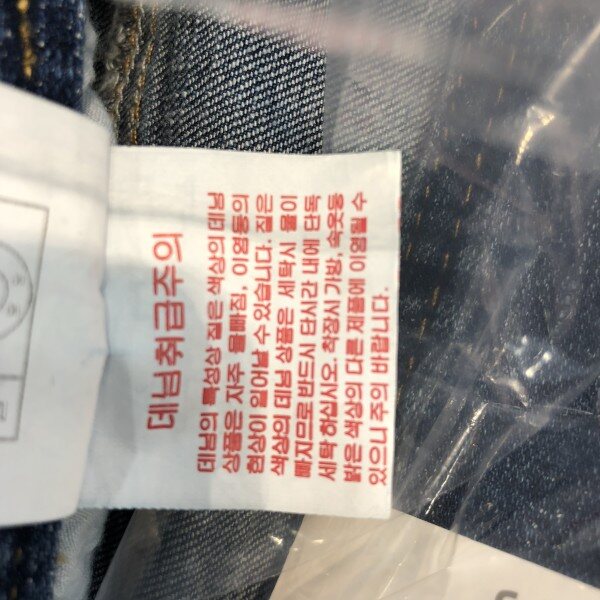 데님취급주의
데님의 특성상 짙은 색상의 데님
상품은 자주 물빠짐, 이염등의
현상이 일어날 수 있습니다. 짙은
색상의 데님 상품은 세탁시 물이
빠지므로 반드시 단시간 내에 단독
세탁 하십시오. 착장시 가방, 속옷등
밝은 색상의 다른 제품에 이염될 수
있으니 주의 바랍니다.